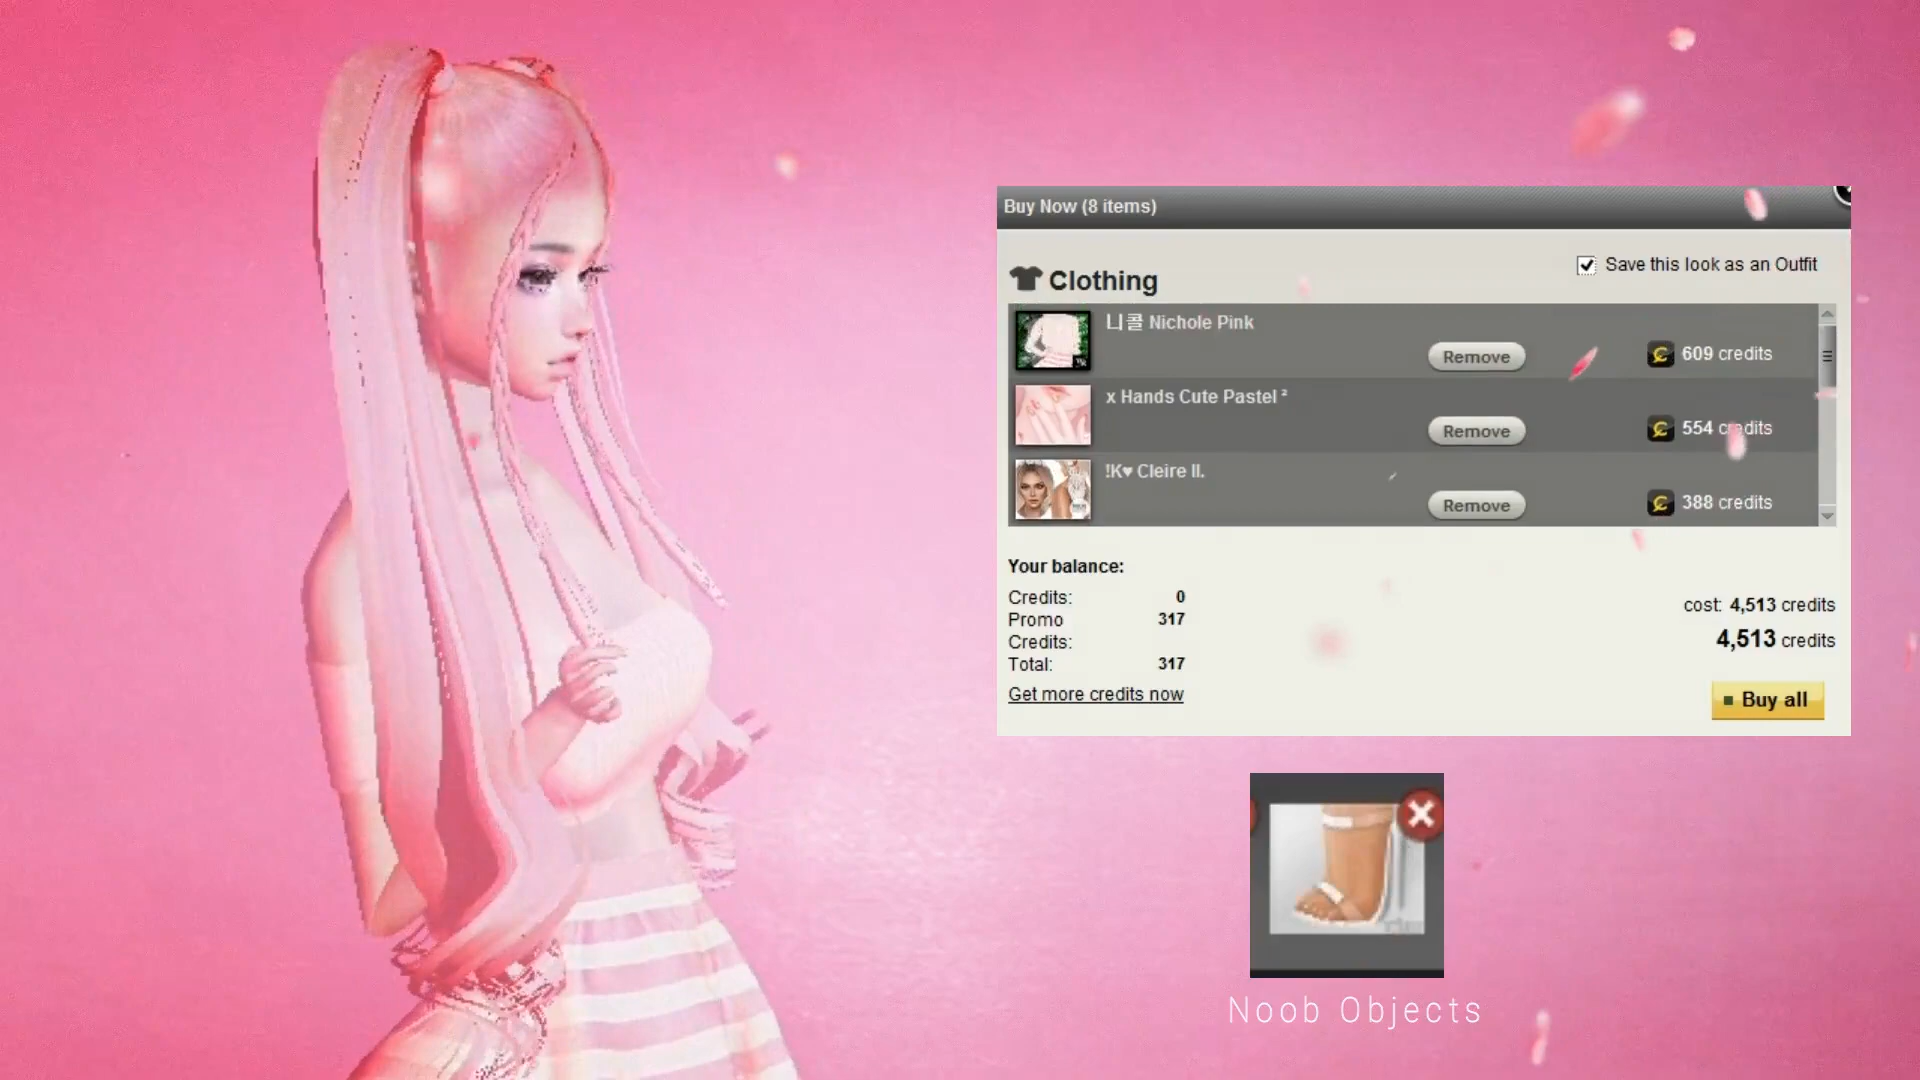 Buy Now (8 items)
Save this look as an Outfit
Clothing
니콜 Nichole Pink
Remove
609 credits
x Hands Cute Pastel ²
Remove
554 credits
!K♥ Cleire II.
Remove
388 credits
Your balance:
Credits: 0
Promo 317
Credits:
Total: 317
Get more credits now
cost: 4,513 credits
4,513 credits
Buy all
Noob Objects